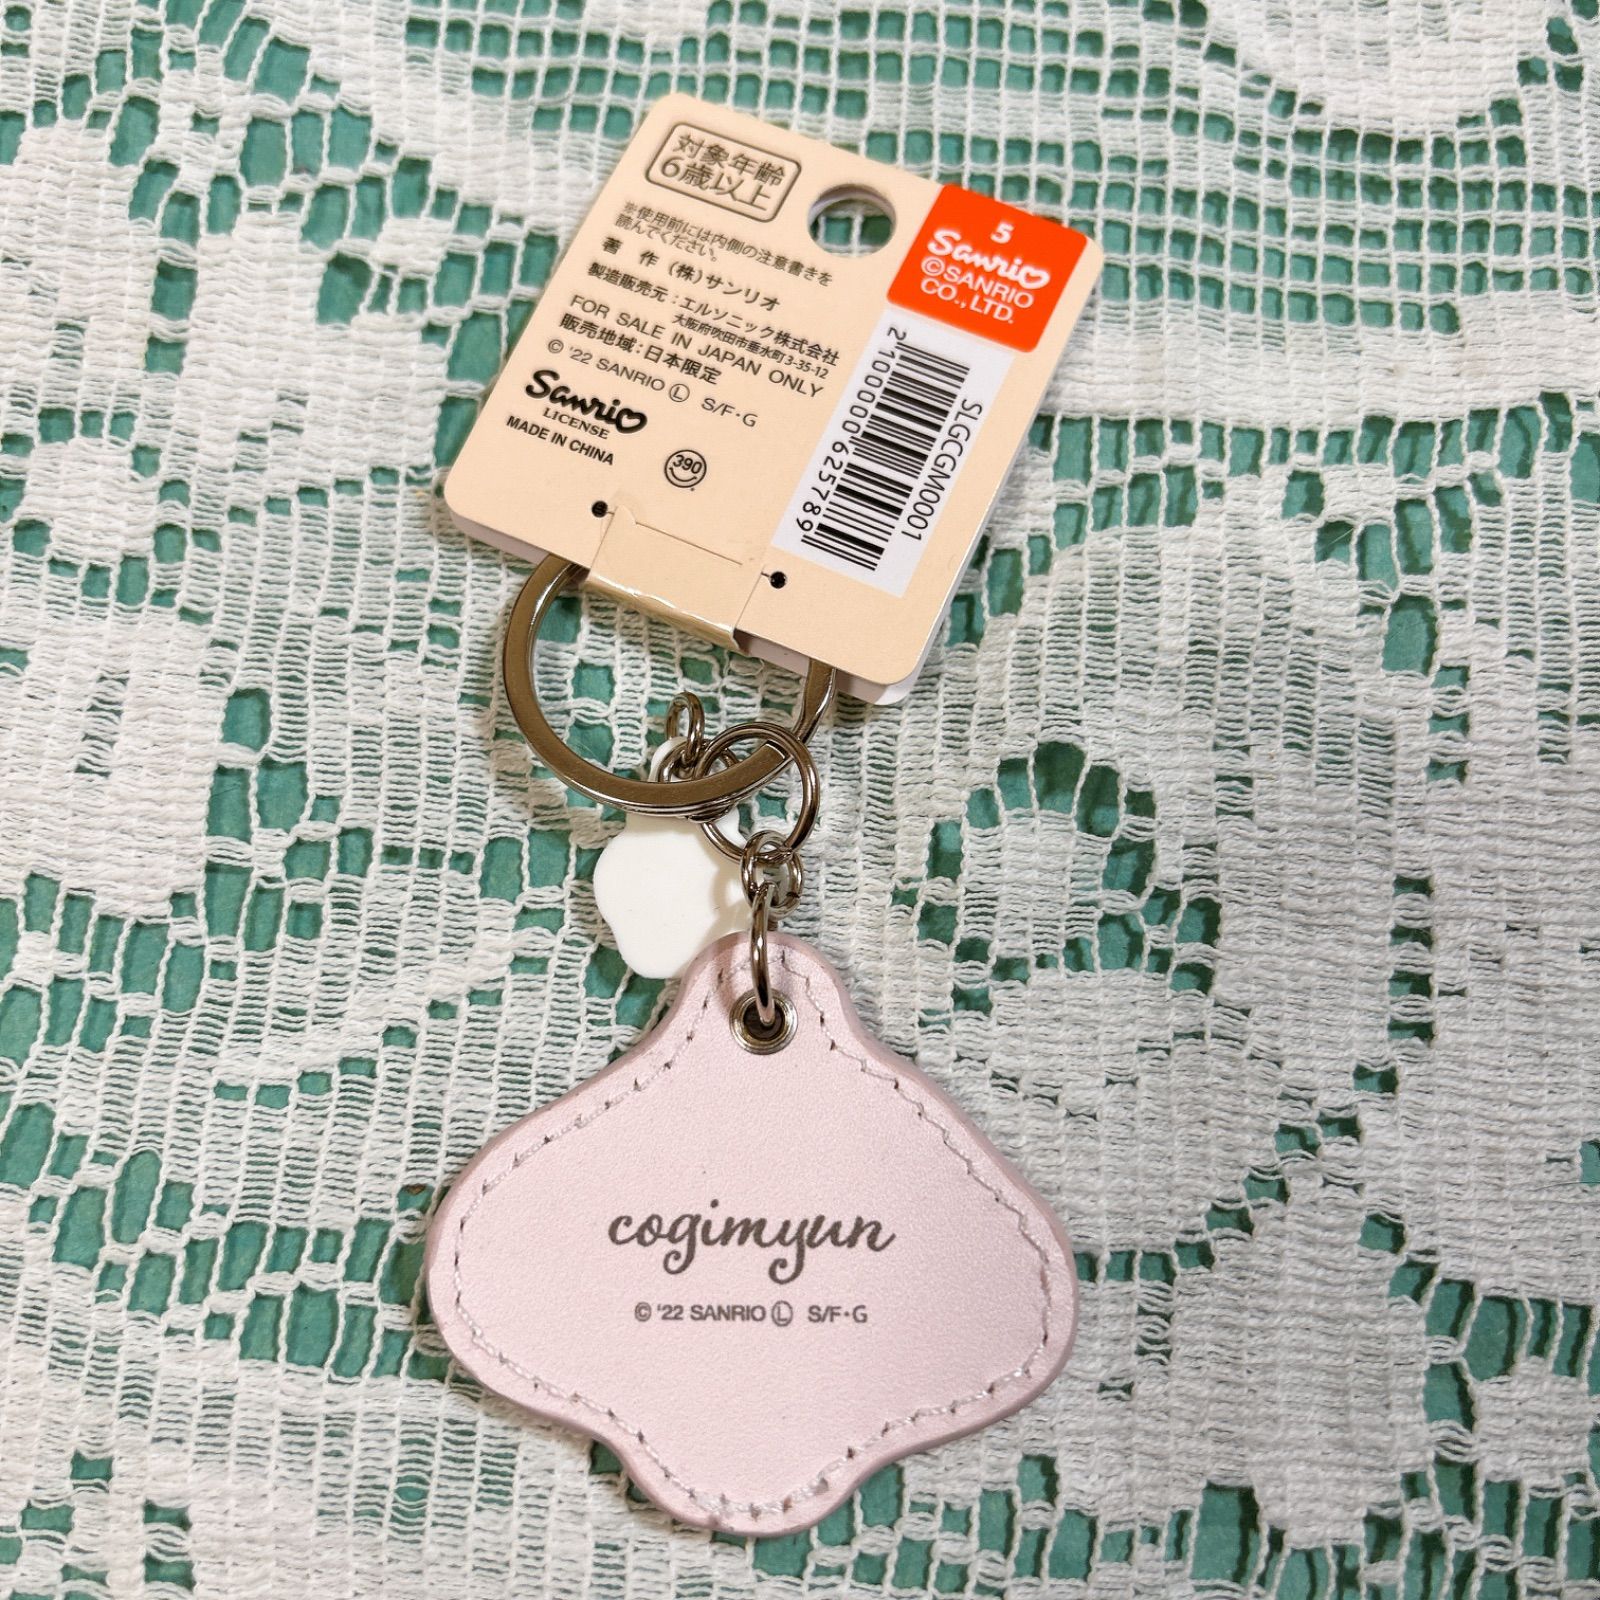 対象年齢
6歳以上
※使用前には内側の注意書きを
読んでください。
著　作(株)サンリオ
製造販売元:エルソニック株式会社
大阪府吹田市垂水町3-35-12
FOR SALE IN JAPAN ONLY
販売地域:日本限定
© '22 SANRIO Ⓛ S/F・G
Sanrio
LICENSE
MADE IN CHINA
390
5
Sanrio
©SANRIO
CO.,LTD.
SLGCGM0001
2100000625789
cogimyun
© '22 SANRIO Ⓛ S/F・G